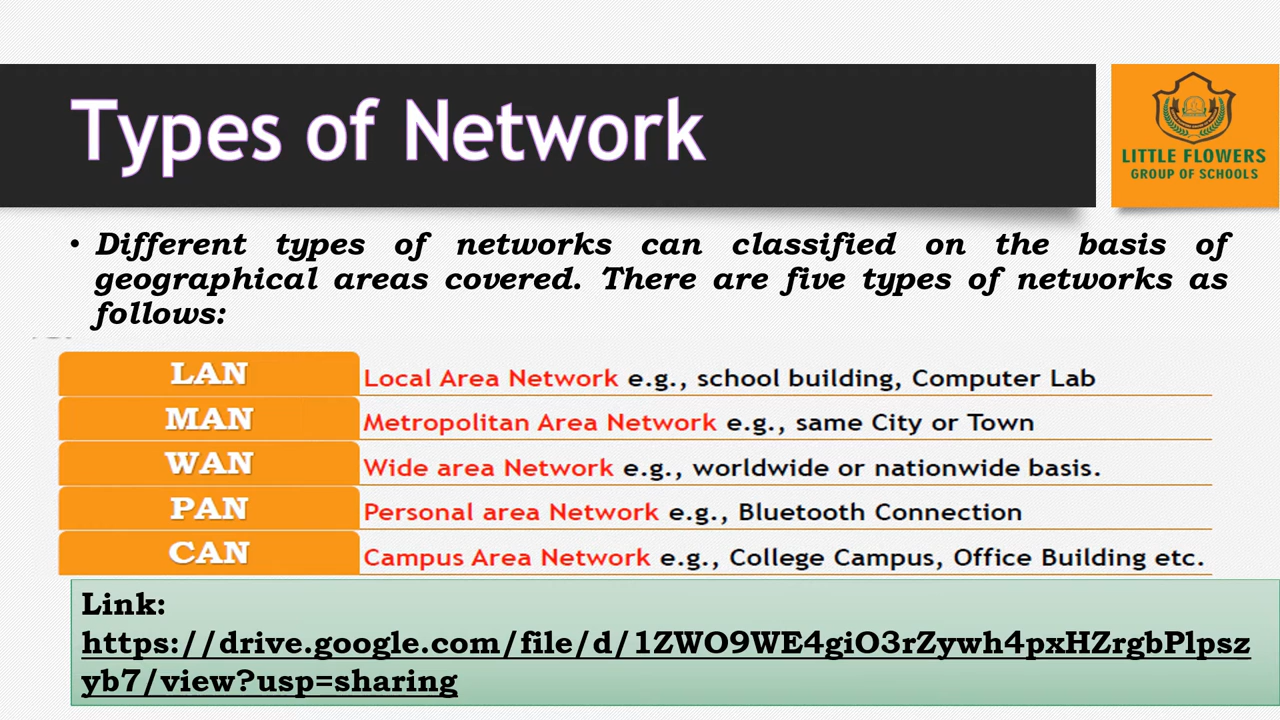 Types of Network
LITTLE FLOWERS
GROUP OF SCHOOLS
• Different types of networks can classified on the basis of
geographical areas covered. There are five types of networks as
follows:
LAN Local Area Network e.g., school building, Computer Lab
MAN Metropolitan Area Network e.g., same City or Town
WAN Wide area Network e.g., worldwide or nationwide basis.
PAN Personal area Network e.g., Bluetooth Connection
CAN Campus Area Network e.g., College Campus, Office Building etc.
Link:
https://drive.google.com/file/d/1ZWO9WE4giO3rZywh4pxHZrgbPlpsz
yb7/view?usp=sharing